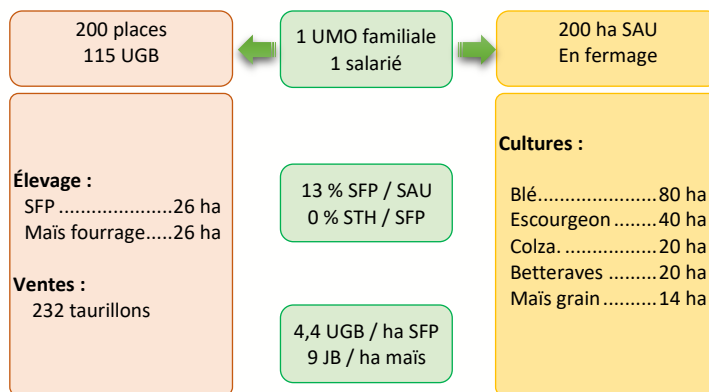 200 places
115 UGB
1 UMO familiale
1 salarié
200 ha SAU
En fermage
Élevage :
SFP ......................26 ha
Maïs fourrage.....26 ha
Ventes :
232 taurillons
13 % SFP / SAU
0 % STH / SFP
4,4 UGB / ha SFP
9 JB / ha maïs
Cultures :
Blé.......................80 ha
Escourgeon .........40 ha
Colza. ..................20 ha
Betteraves ..........20 ha
Maïs grain ...........14 ha